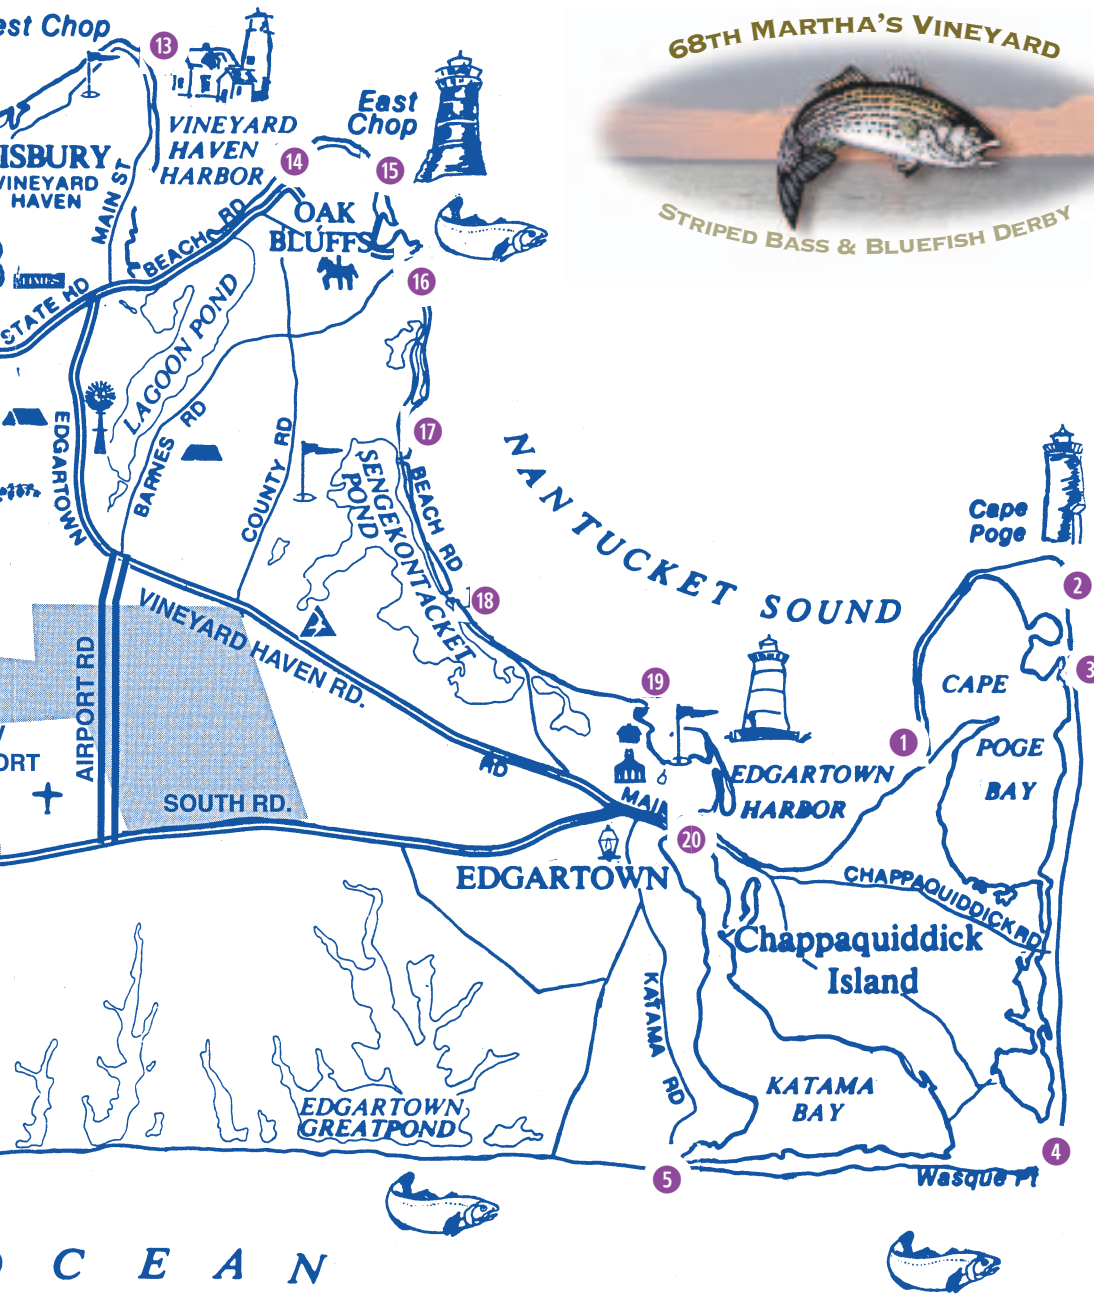 est Chop
13
68TH MARTHA'S VINEYARD
STRIPED BASS & BLUEFISH DERBY
East
Chop
VINEYARD
HAVEN
HARBOR
14
15
ISBURY
VINEYARD
HAVEN
MAIN ST
OAK
BLUFFS
BEACH RD
16
STATE RD
LAGOON POND
EDGARTOWN
BARNES RD
COUNTY RD
17
SENGEKONTACKET
POND
BEACH RD
NANTUCKET SOUND
Cape
Poge
2
18
VINEYARD HAVEN RD.
3
19
CAPE
POGE
BAY
1
AIRPORT RD
ORT
RD
EDGARTOWN
HARBOR
MAIN
SOUTH RD.
20
EDGARTOWN
CHAPPAQUIDDICK RD
Chappaquiddick
Island
KATAMA RD
KATAMA
BAY
EDGARTOWN
GREAT POND
4
5
Wasque Pt
OCEAN